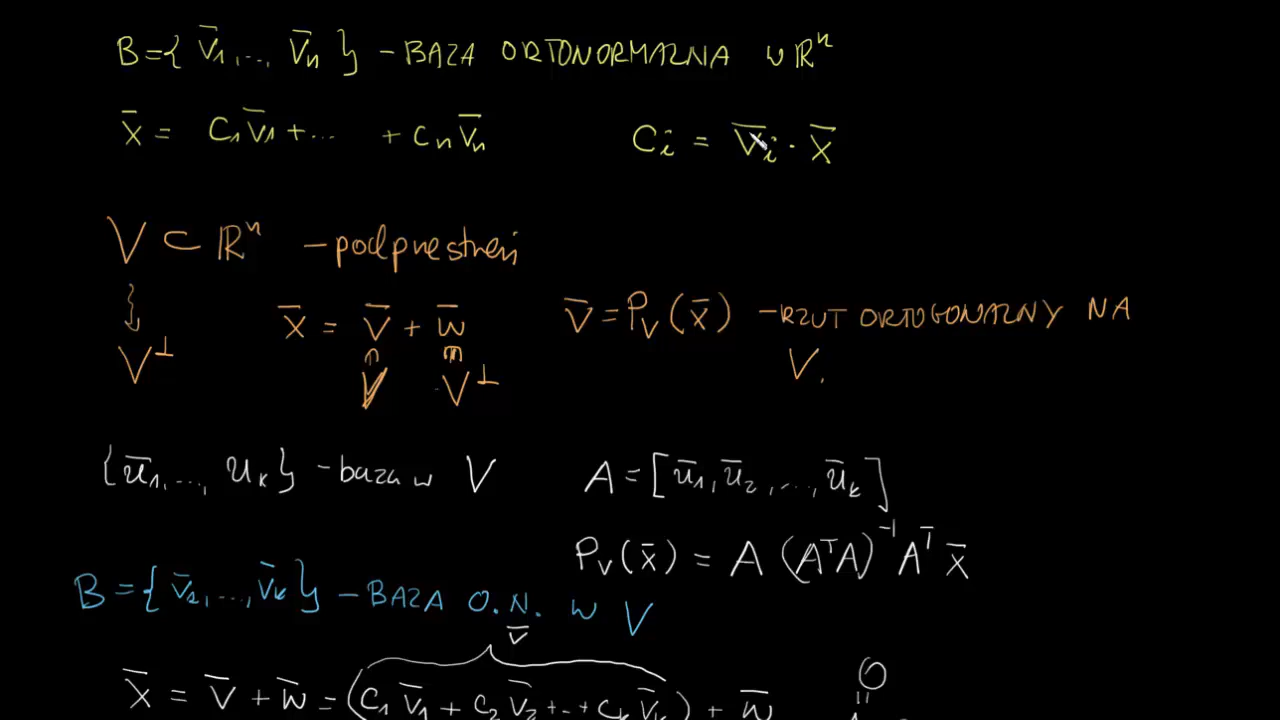 B = { v̄₁, ..., v̄ₙ } – BAZA ORTONORMALNA W ℝⁿ
x̄ = c₁v̄₁ + ... + cₙv̄ₙ cᵢ = v̄ᵢ · x̄
V ⊂ ℝⁿ – podprzestrzeń
x̄ = v̄ + w̄ v̄ = P_V(x̄) – RZUT ORTOGONALNY NA
V^⊥ V V^⊥ V.
{ū₁, ..., uₖ} – baza w V A = [ū₁, ū₂, ..., ūₖ]
P_V(x̄) = A (AᵀA)⁻¹ Aᵀ x̄
B = { v̄₁, ..., v̄ₖ } – BAZA O.N. W V
v̄
x̄ = v̄ + w̄ = (c₁v̄₁ + c₂v̄₂ + ... + cₖv̄ₖ) + w̄